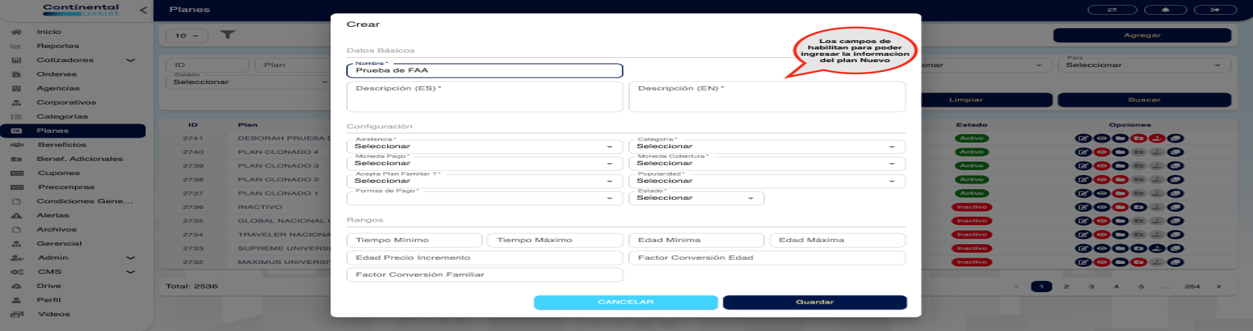 Continental
Assist
Planes
Inicio
Reportes
Cotizadores
Ordenes
Agencias
Corporativos
Categorías
Planes
Beneficios
Benef. Adicionales
Cupones
Precompras
Condiciones Gene...
Alertas
Archivos
Gerencial
Admin
CMS
Drive
Perfil
Videos
10
Agregar
ID
Plan
Estado
Seleccionar
País
Seleccionar
onar
Limpiar
Buscar
ID Plan Estado Opciones
2741 DESORAH PRUEBA D Activo
2740 PLAN CLONADO 4 Activo
2739 PLAN CLONADO 3 Activo
2738 PLAN CLONADO 2 Activo
2737 PLAN CLONADO 1 Activo
2736 INACTIVO Inactivo
2735 GLOBAL NACIONAL L Inactivo
2734 TRAVELER NACIONA Inactivo
2733 SUPREME UNIVERSI Inactivo
2732 MAXIMUS UNIVERSI Inactivo
Total: 2536
< 1 2 3 4 5 ... 254 >
Crear
Los campos de
habilitan para poder
ingresar la informacion
del plan Nuevo
Datos Básicos
Nombre*
Prueba de FAA
Descripción (ES)*
Descripción (EN)*
Configuración
Asistencia*
Seleccionar
Categoria*
Seleccionar
Moneda Pago*
Seleccionar
Moneda Cobertura*
Seleccionar
Acepta Plan Familiar ?*
Seleccionar
Popularidad*
Seleccionar
Formas de Pago*
Estado*
Seleccionar
Rangos
Tiempo Mínimo
Tiempo Máximo
Edad Mínima
Edad Máxima
Edad Precio Incremento
Factor Conversión Edad
Factor Conversión Familiar
CANCELAR
Guardar